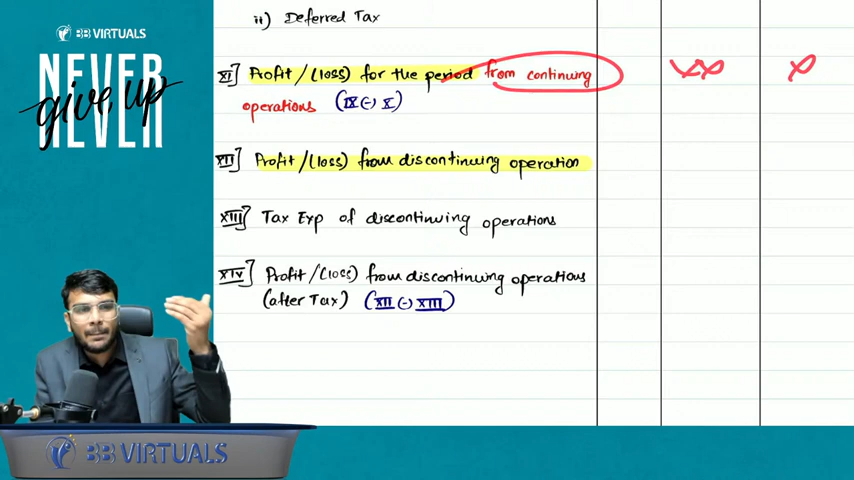 BB VIRTUALS
NEVER
give up
NEVER
ii) Deferred Tax
XI] Profit/(loss) for the period from continuing
operations (IX (-) X)
XII] Profit/(loss) from discontinuing operation
XIII] Tax Exp of discontinuing operations
XIV] Profit/(loss) from discontinuing operations
(after Tax) (XII (-) XIII)
BB VIRTUALS